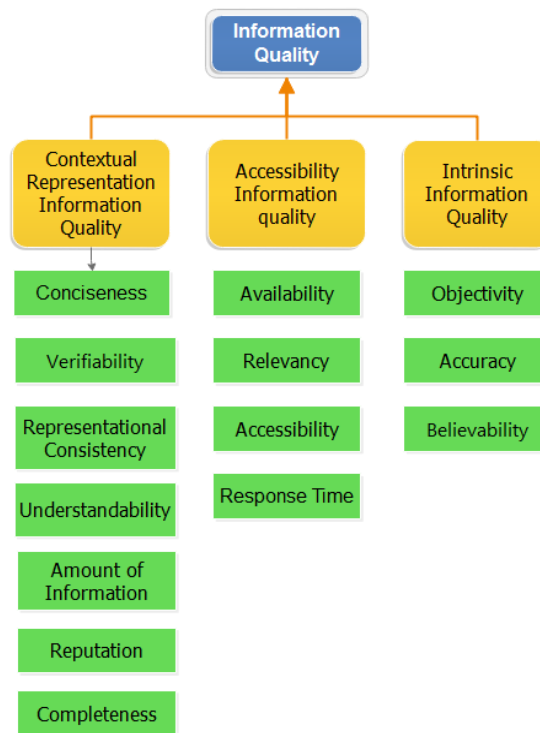 Information
Quality
Contextual
Representation
Information
Quality
Accessibility
Information
quality
Intrinsic
Information
Quality
Conciseness
Verifiability
Representational
Consistency
Understandability
Amount of
Information
Reputation
Completeness
Availability
Relevancy
Accessibility
Response Time
Objectivity
Accuracy
Believability